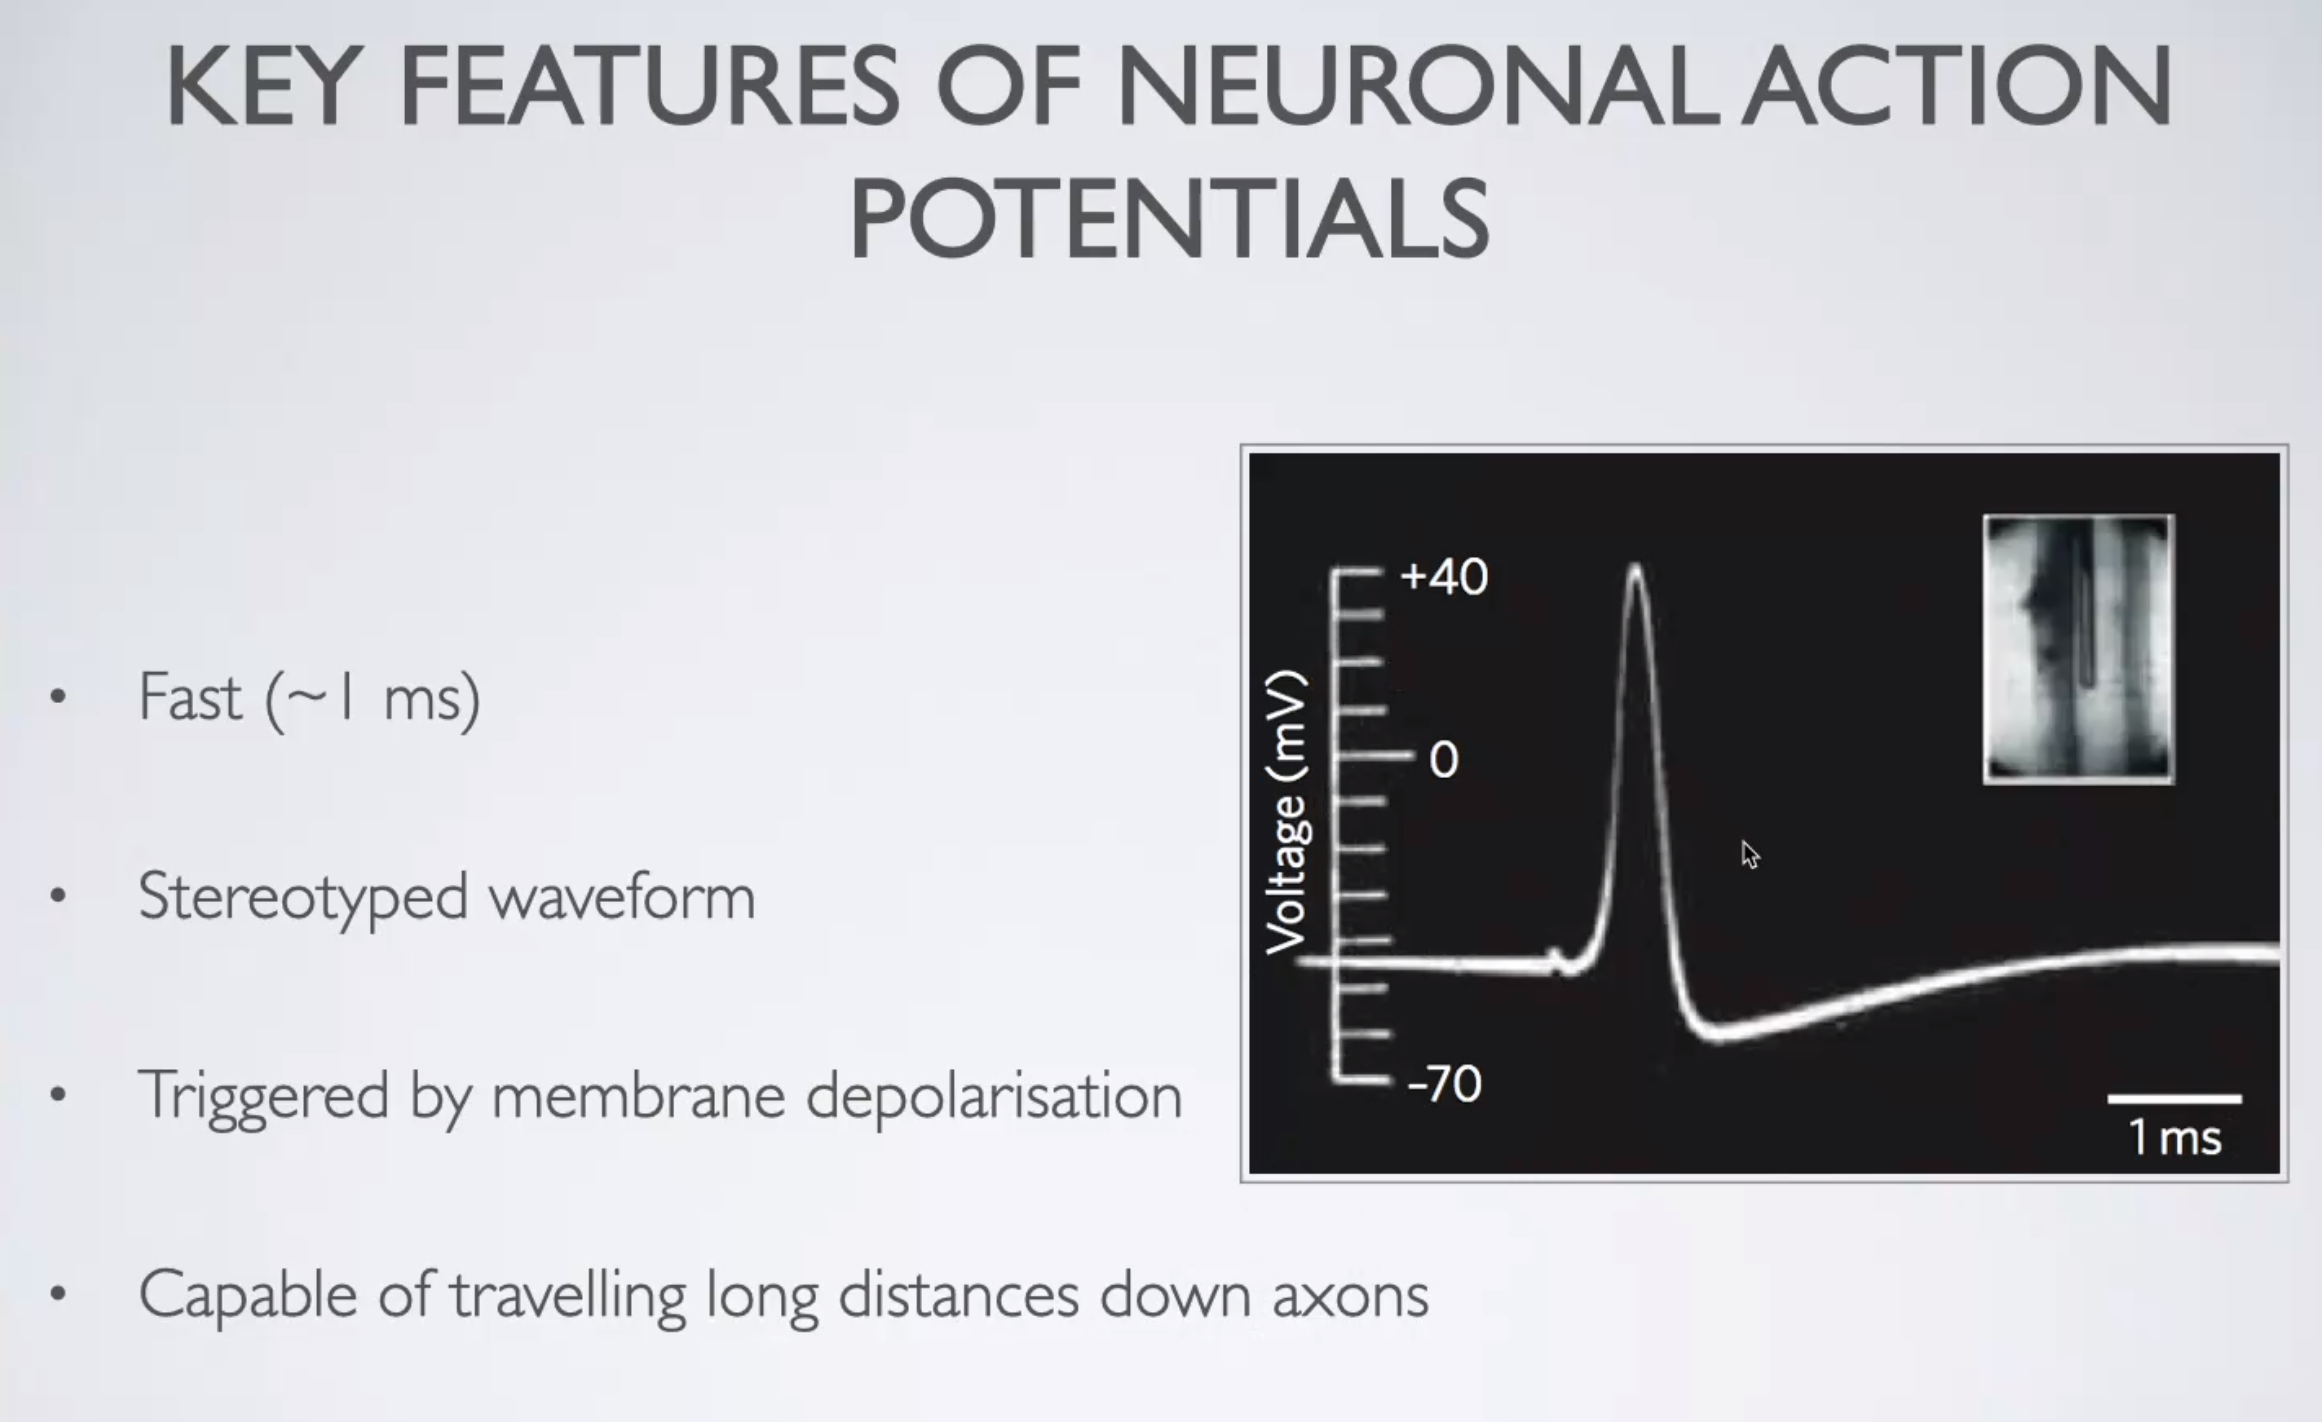 KEY FEATURES OF NEURONAL ACTION
POTENTIALS
• Fast (~1 ms)
• Stereotyped waveform
• Triggered by membrane depolarisation
• Capable of travelling long distances down axons
Voltage (mV)
+40
0
-70
1 ms